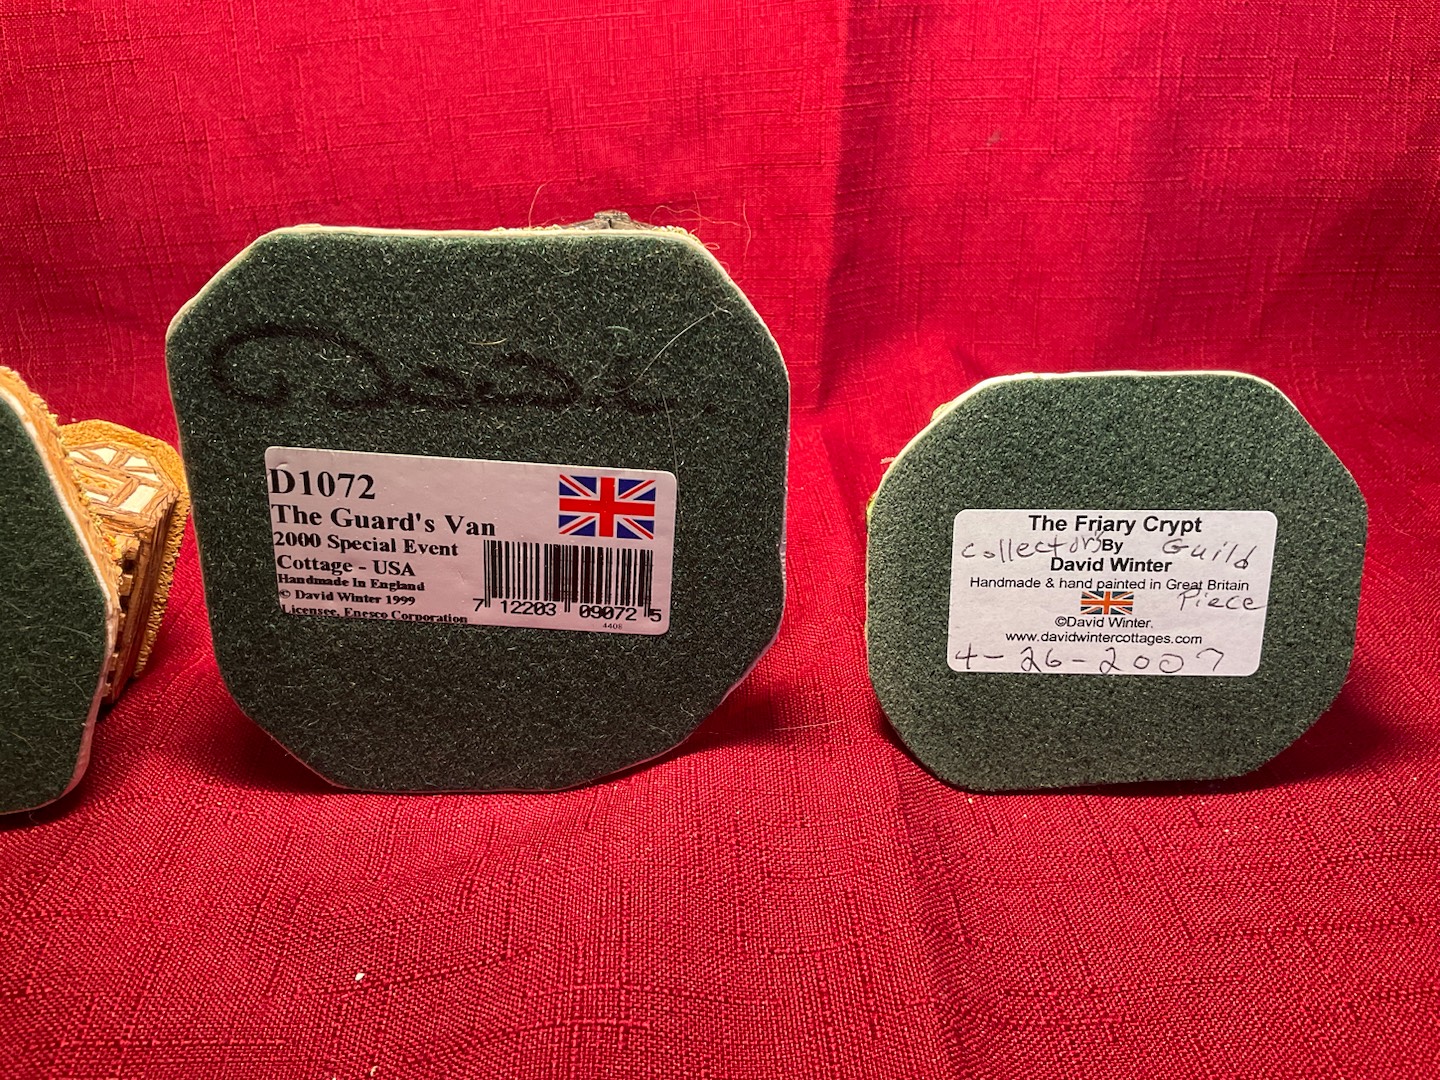 D1072
The Guard's Van
2000 Special Event
Cottage - USA
Handmade In England
© David Winter 1999
Licensee, Enesco Corporation
7 12203 09072 5
4408
The Friary Crypt
Collectors Guild
By
David Winter
Handmade & hand painted in Great Britain
Piece
©David Winter.
www.davidwintercottages.com
4-26-2007